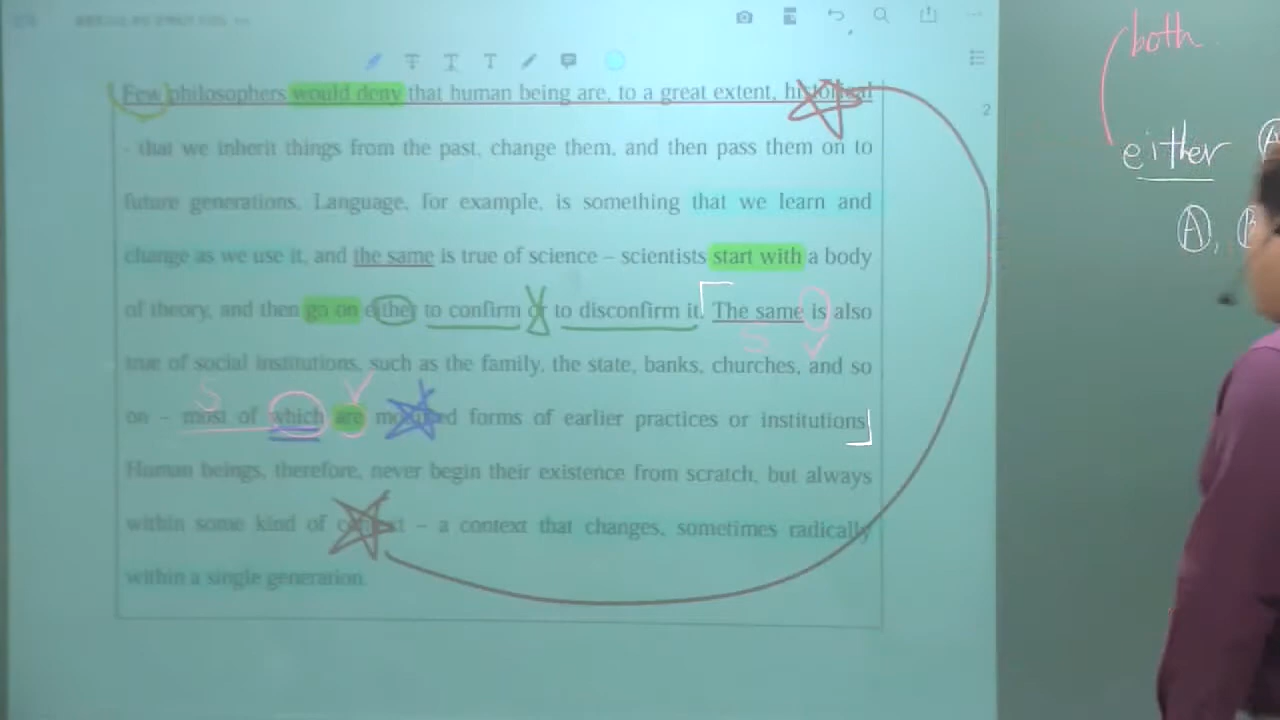 2
Few philosophers would deny that human being are, to a great extent, historical
- that we inherit things from the past, change them, and then pass them on to
future generations. Language, for example, is something that we learn and
change as we use it, and the same is true of science – scientists start with a body
of theory, and then go on either to confirm or to disconfirm it. The same is also
true of social institutions, such as the family, the state, banks, churches, and so
on – most of which are modified forms of earlier practices or institutions
Human beings, therefore, never begin their existence from scratch, but always
within some kind of context – a context that changes, sometimes radically
within a single generation.
S
V
S
V
both
either A
A, B